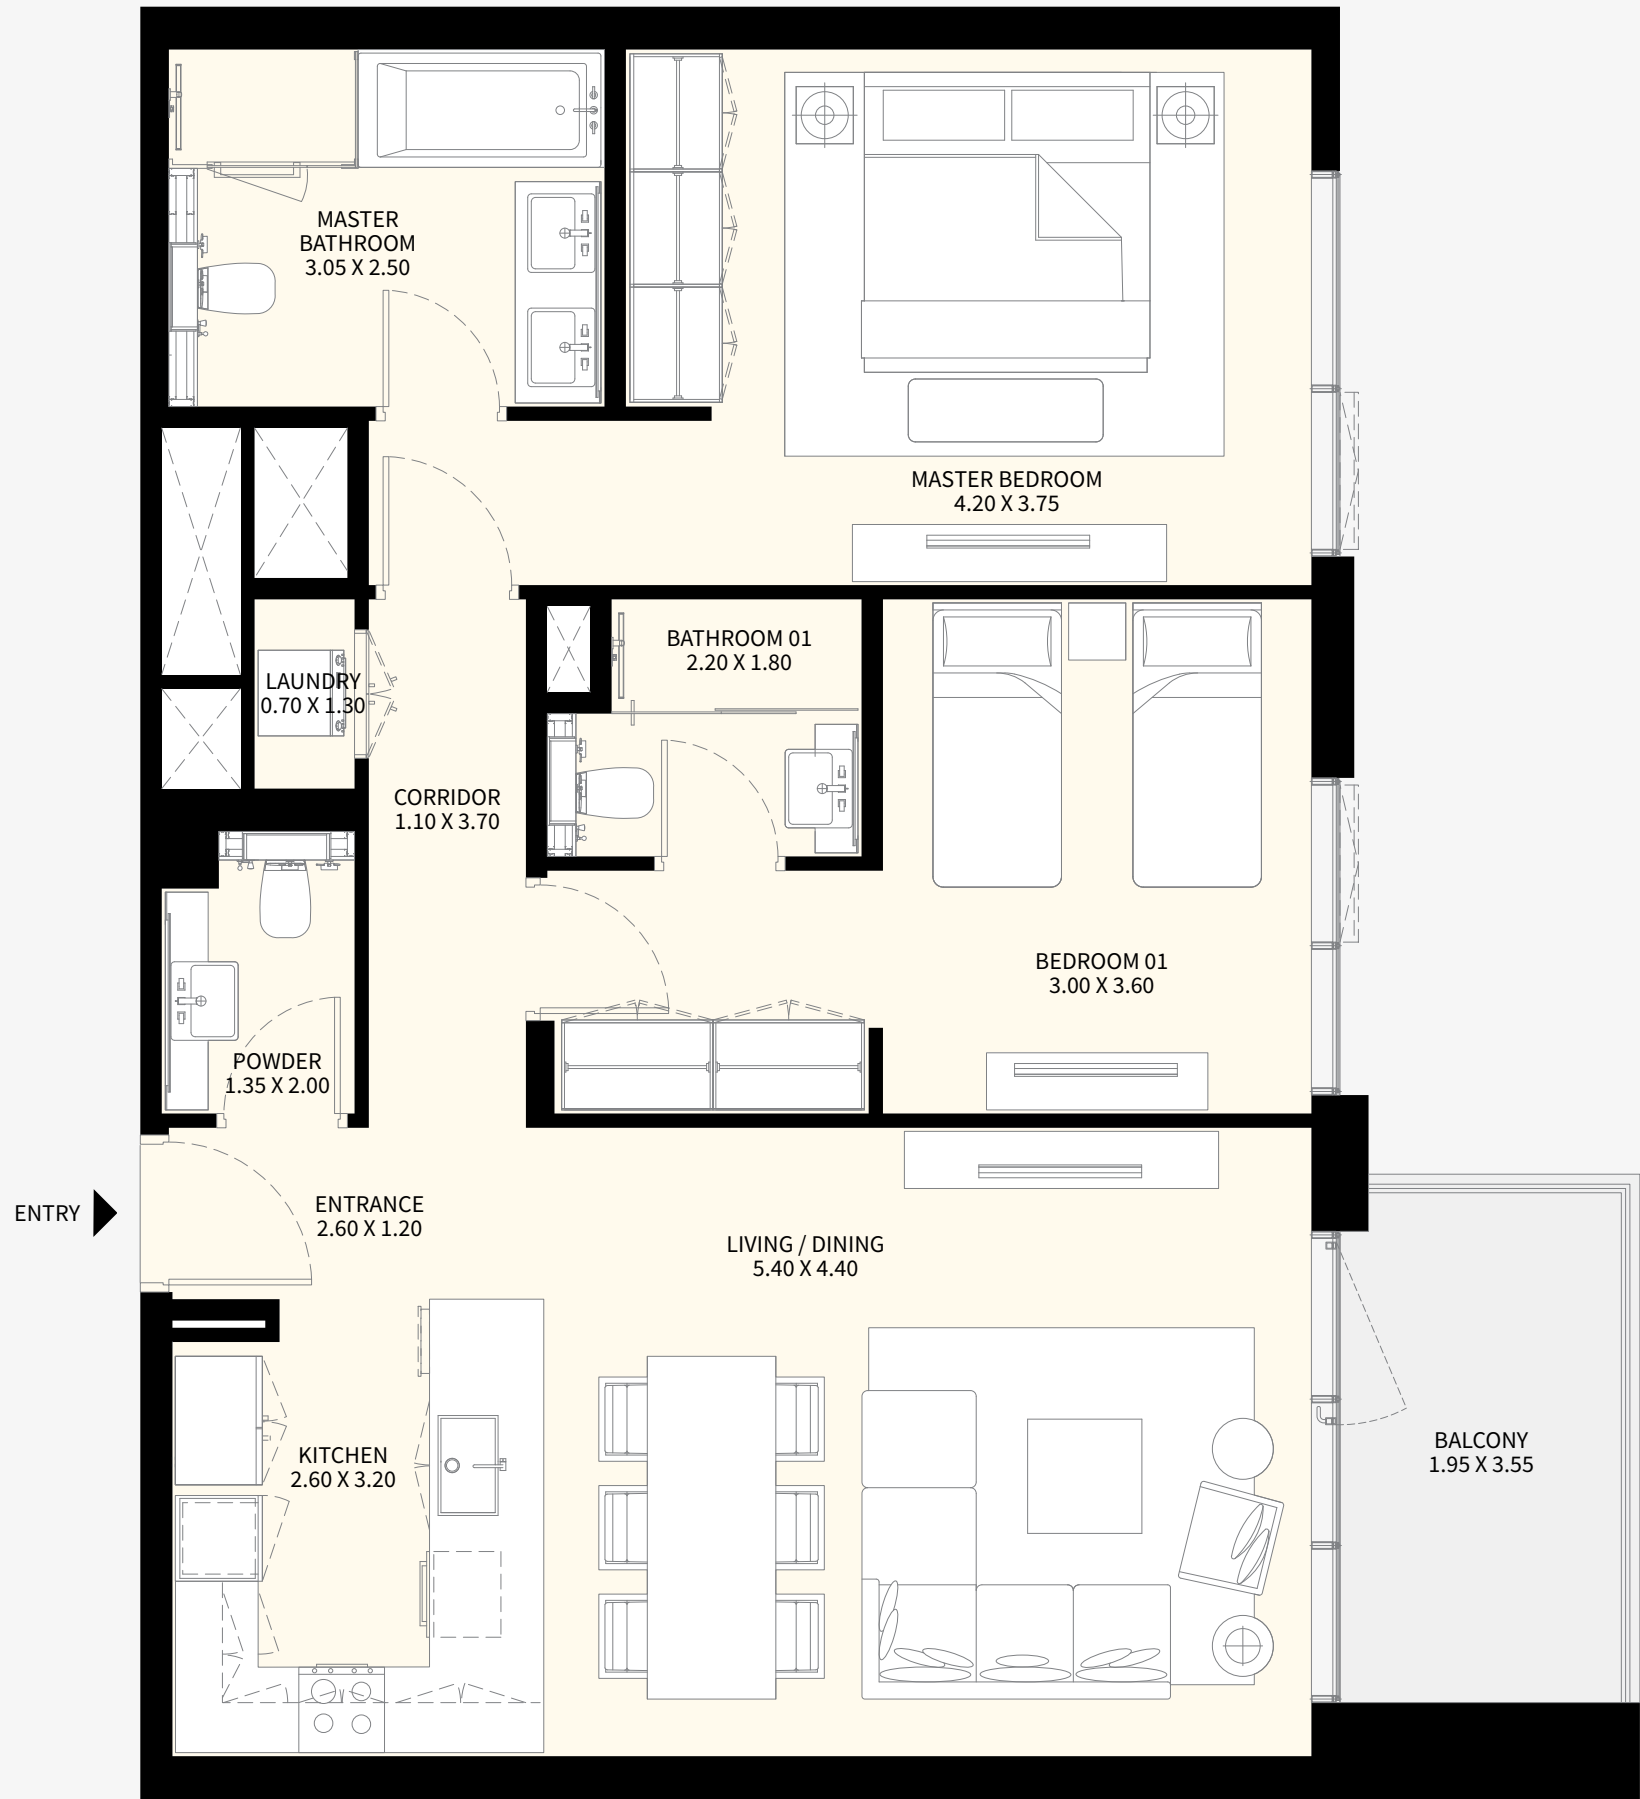 MASTER
BATHROOM
3.05 X 2.50
MASTER BEDROOM
4.20 X 3.75
BATHROOM 01
2.20 X 1.80
LAUNDRY
0.70 X 1.30
CORRIDOR
1.10 X 3.70
BEDROOM 01
3.00 X 3.60
POWDER
1.35 X 2.00
ENTRY
ENTRANCE
2.60 X 1.20
LIVING / DINING
5.40 X 4.40
KITCHEN
2.60 X 3.20
BALCONY
1.95 X 3.55